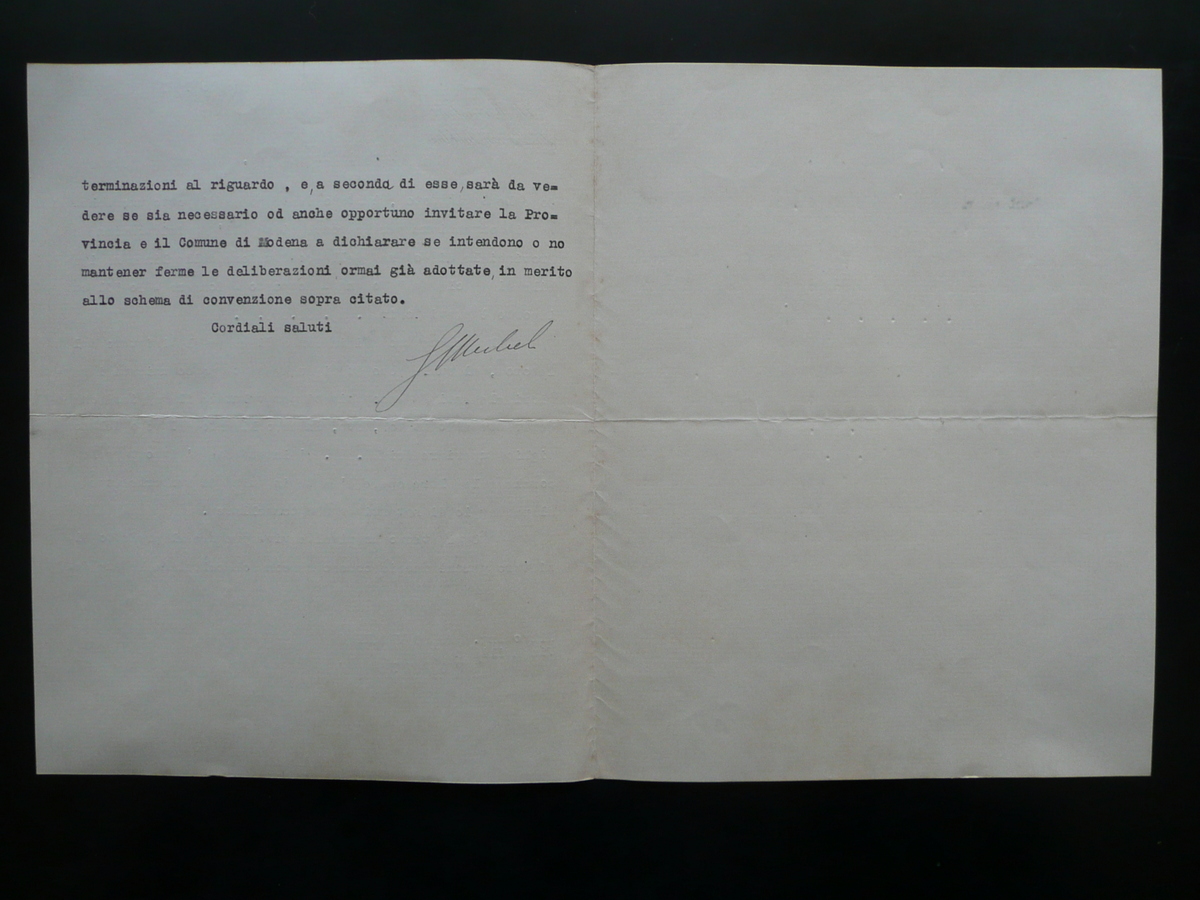 terminazioni al riguardo , e,a seconda di esse,sarà da ve=
dere se sia necessario od anche opportuno invitare la Pro=
vincia e il Comune di Modena a dichiarare se intendono o no
mantener ferme le deliberazioni ormai già adottate,in merito
allo schema di convenzione sopra citato.
Cordiali saluti